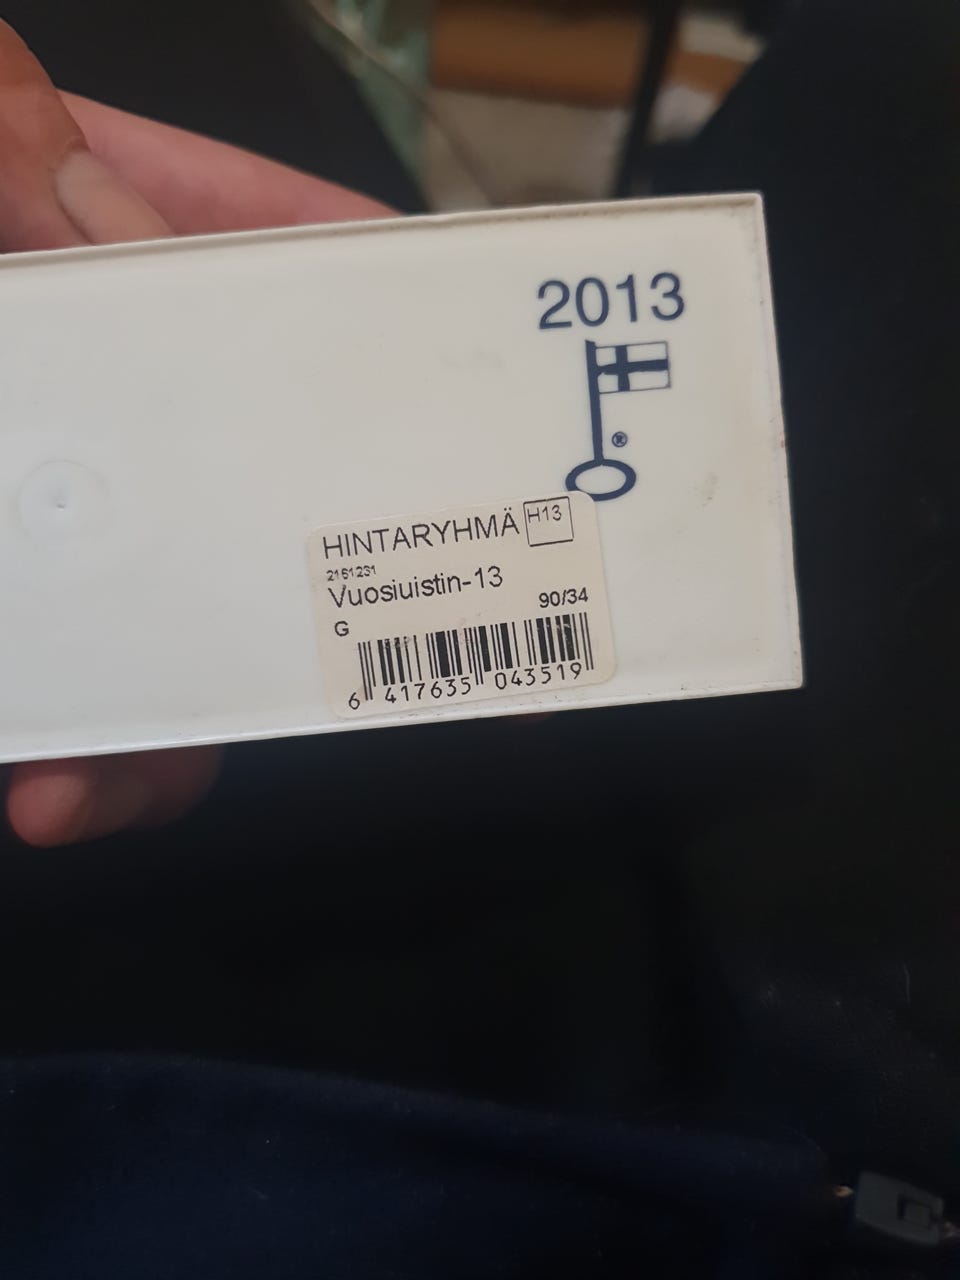 2013
®
HINTARYHMÄ H13
2161231
Vuosiuistin-13
G 90/34
6 417635 043519